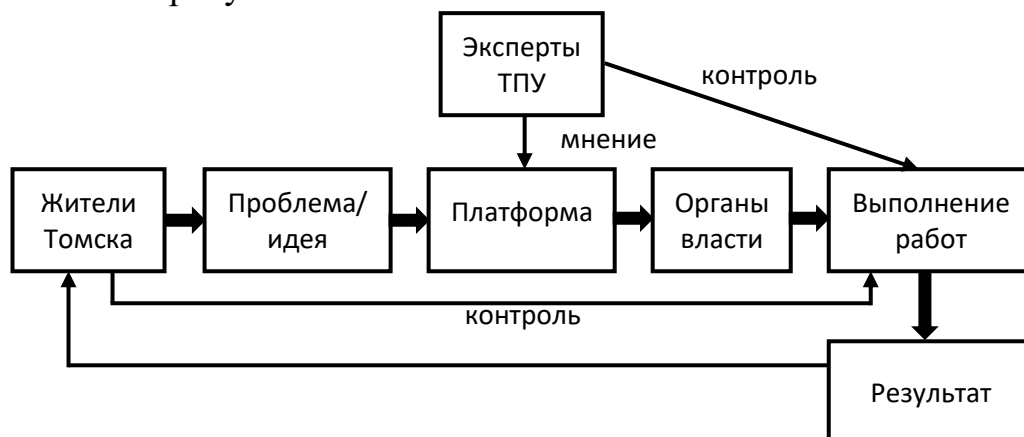 Эксперты
ТПУ
контроль
мнение
Жители
Томска
Проблема/
идея
Платформа
Органы
власти
Выполнение
работ
контроль
Результат